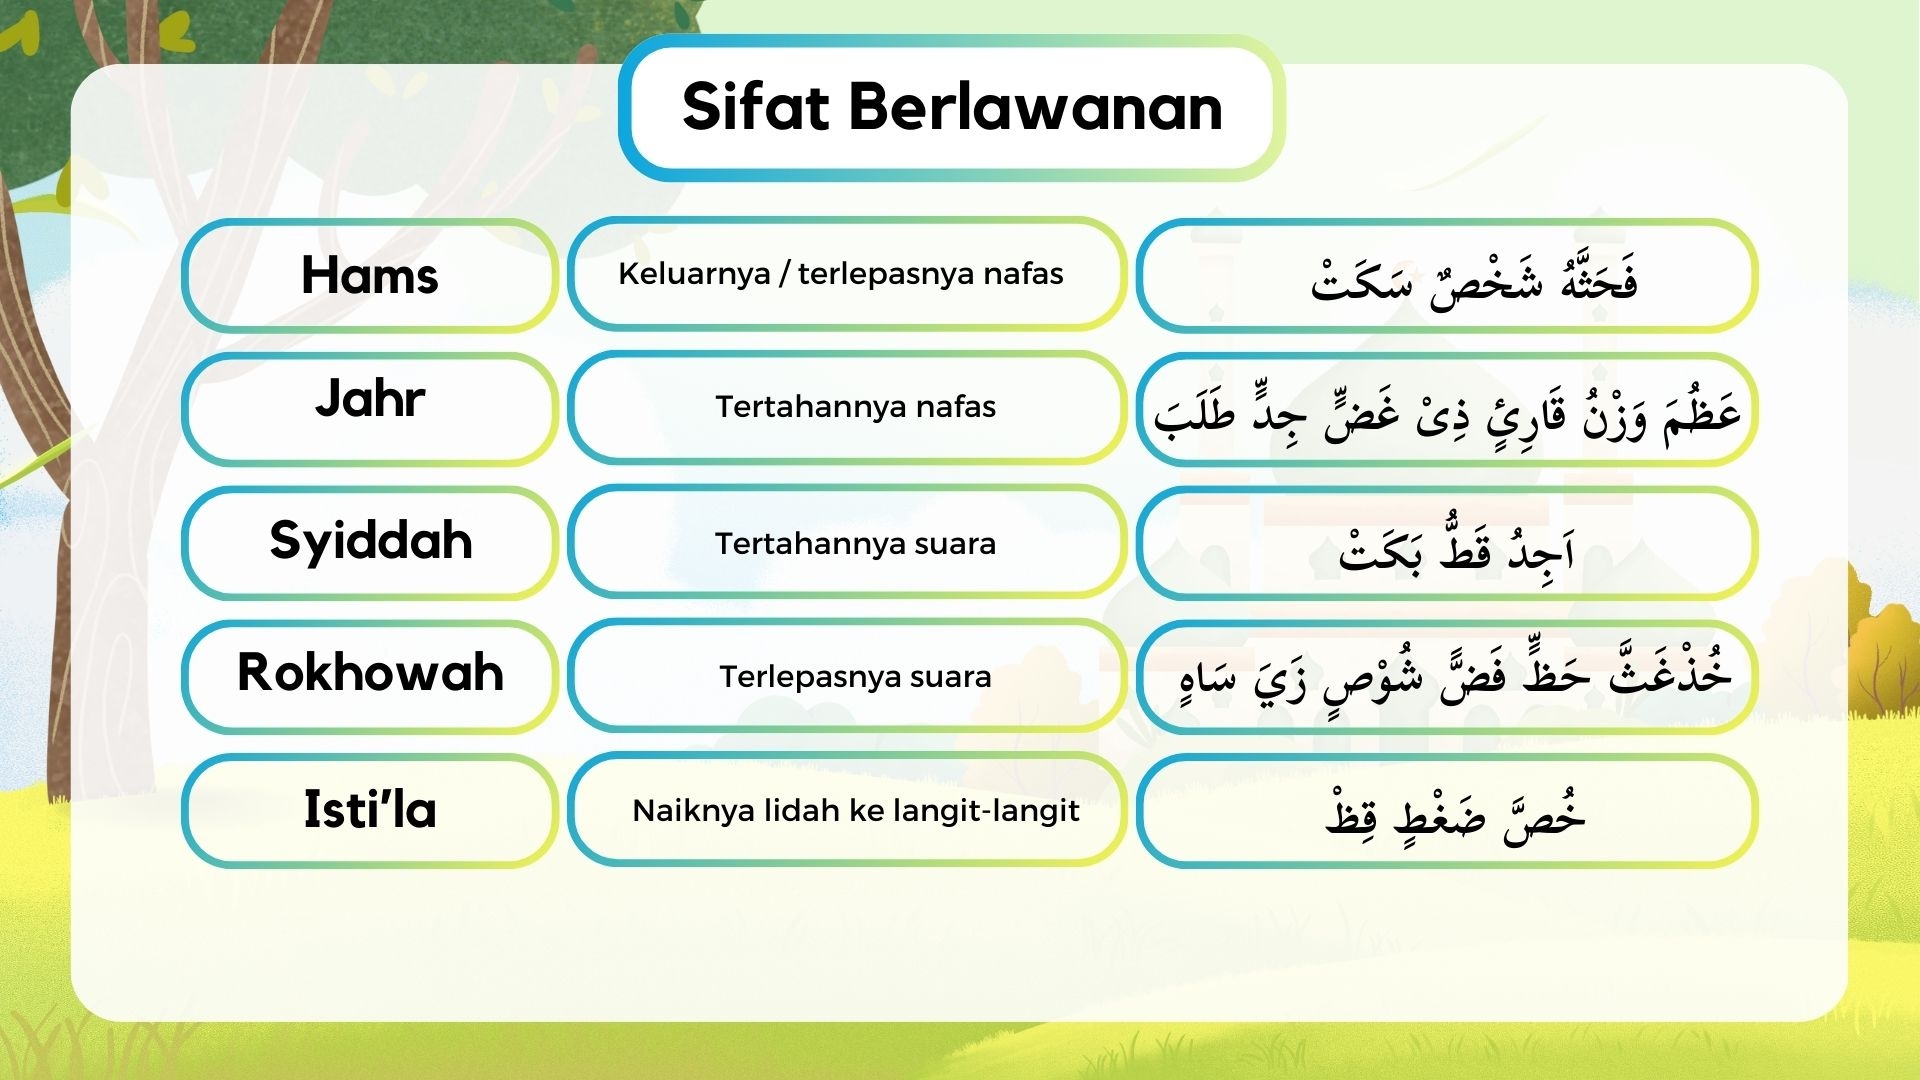 Sifat Berlawanan
Hams
Keluarnya / terlepasnya nafas
فَحَثَّهُ شَخْصٌ سَكَتْ
Jahr
Tertahannya nafas
عَظُمَ وَزْنُ قَارِئٍ ذِىْ غَضٍّ جِدٍّ طَلَبَ
Syiddah
Tertahannya suara
اَجِدُ قَطُّ بَكَتْ
Rokhowah
Terlepasnya suara
خُذْغَثَّ حَظٍّ فَضًّ شُوْصٍ زَيَ سَاهٍ
Isti’la
Naiknya lidah ke langit-langit
خُصَّ ضَغْطٍ قِظْ